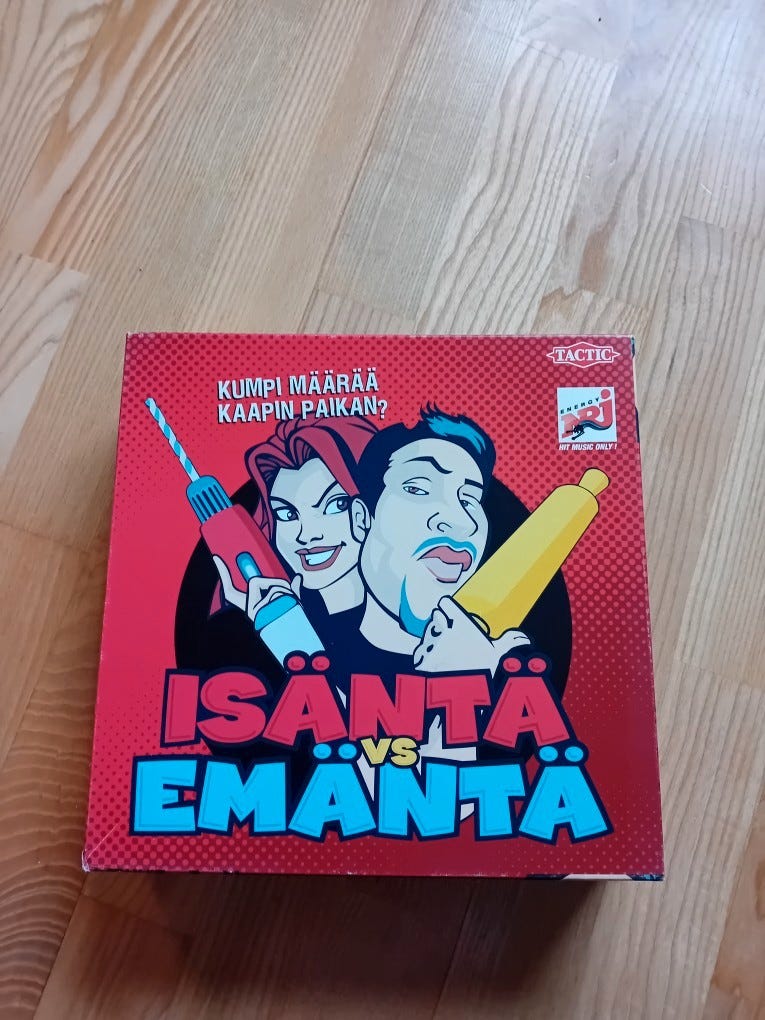 TACTIC
KUMPI MÄÄRÄÄ
KAAPIN PAIKAN?
ENERGY
NRJ
HIT MUSIC ONLY!
ISÄNTÄ
VS
EMÄNTÄ